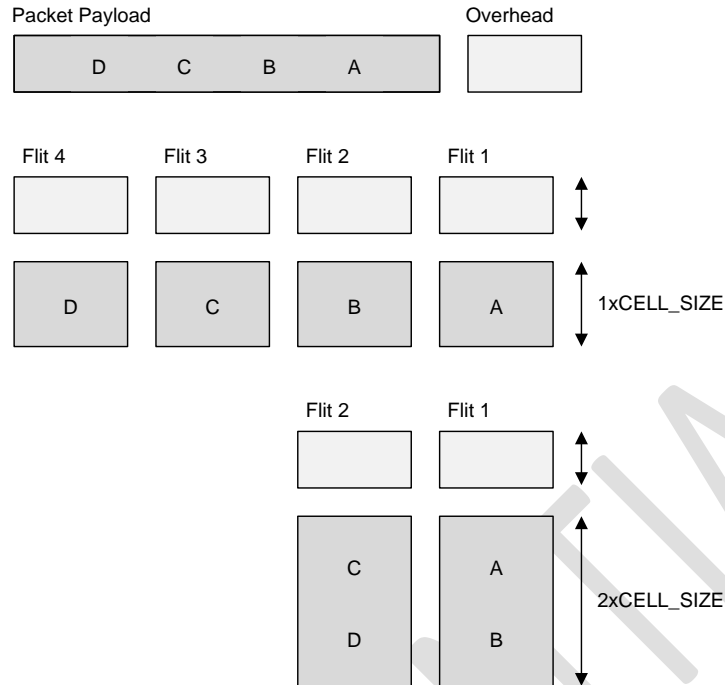 Packet Payload Overhead
D C B A
Flit 4 Flit 3 Flit 2 Flit 1
D C B A 1xCELL_SIZE
Flit 2 Flit 1
C A
2xCELL_SIZE
D B